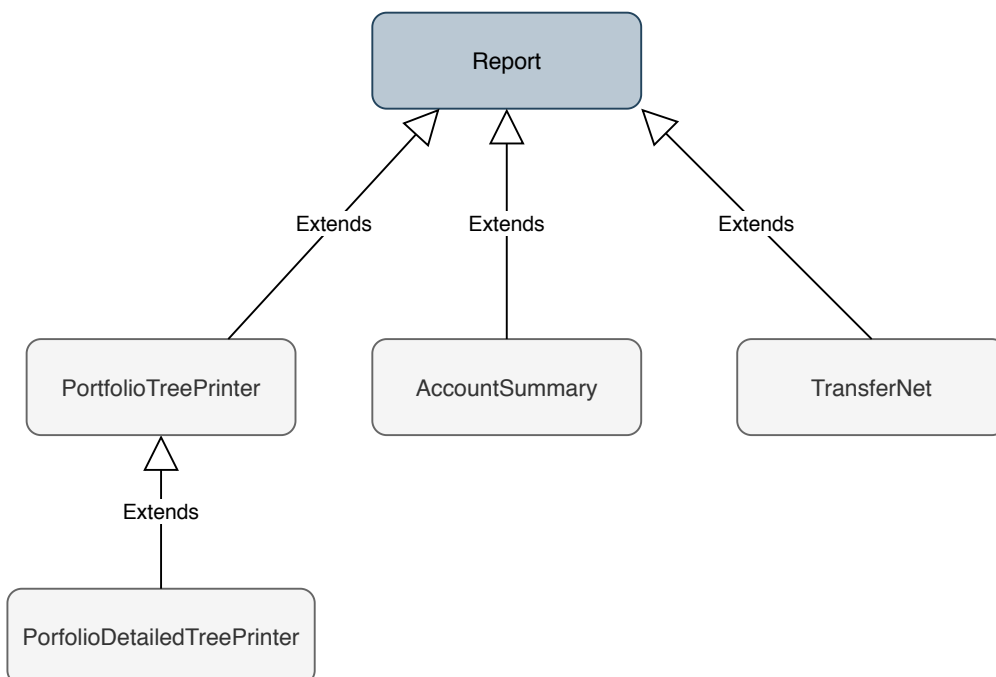 Report
Extends
Extends
Extends
PortfolioTreePrinter
AccountSummary
TransferNet
Extends
PorfolioDetailedTreePrinter